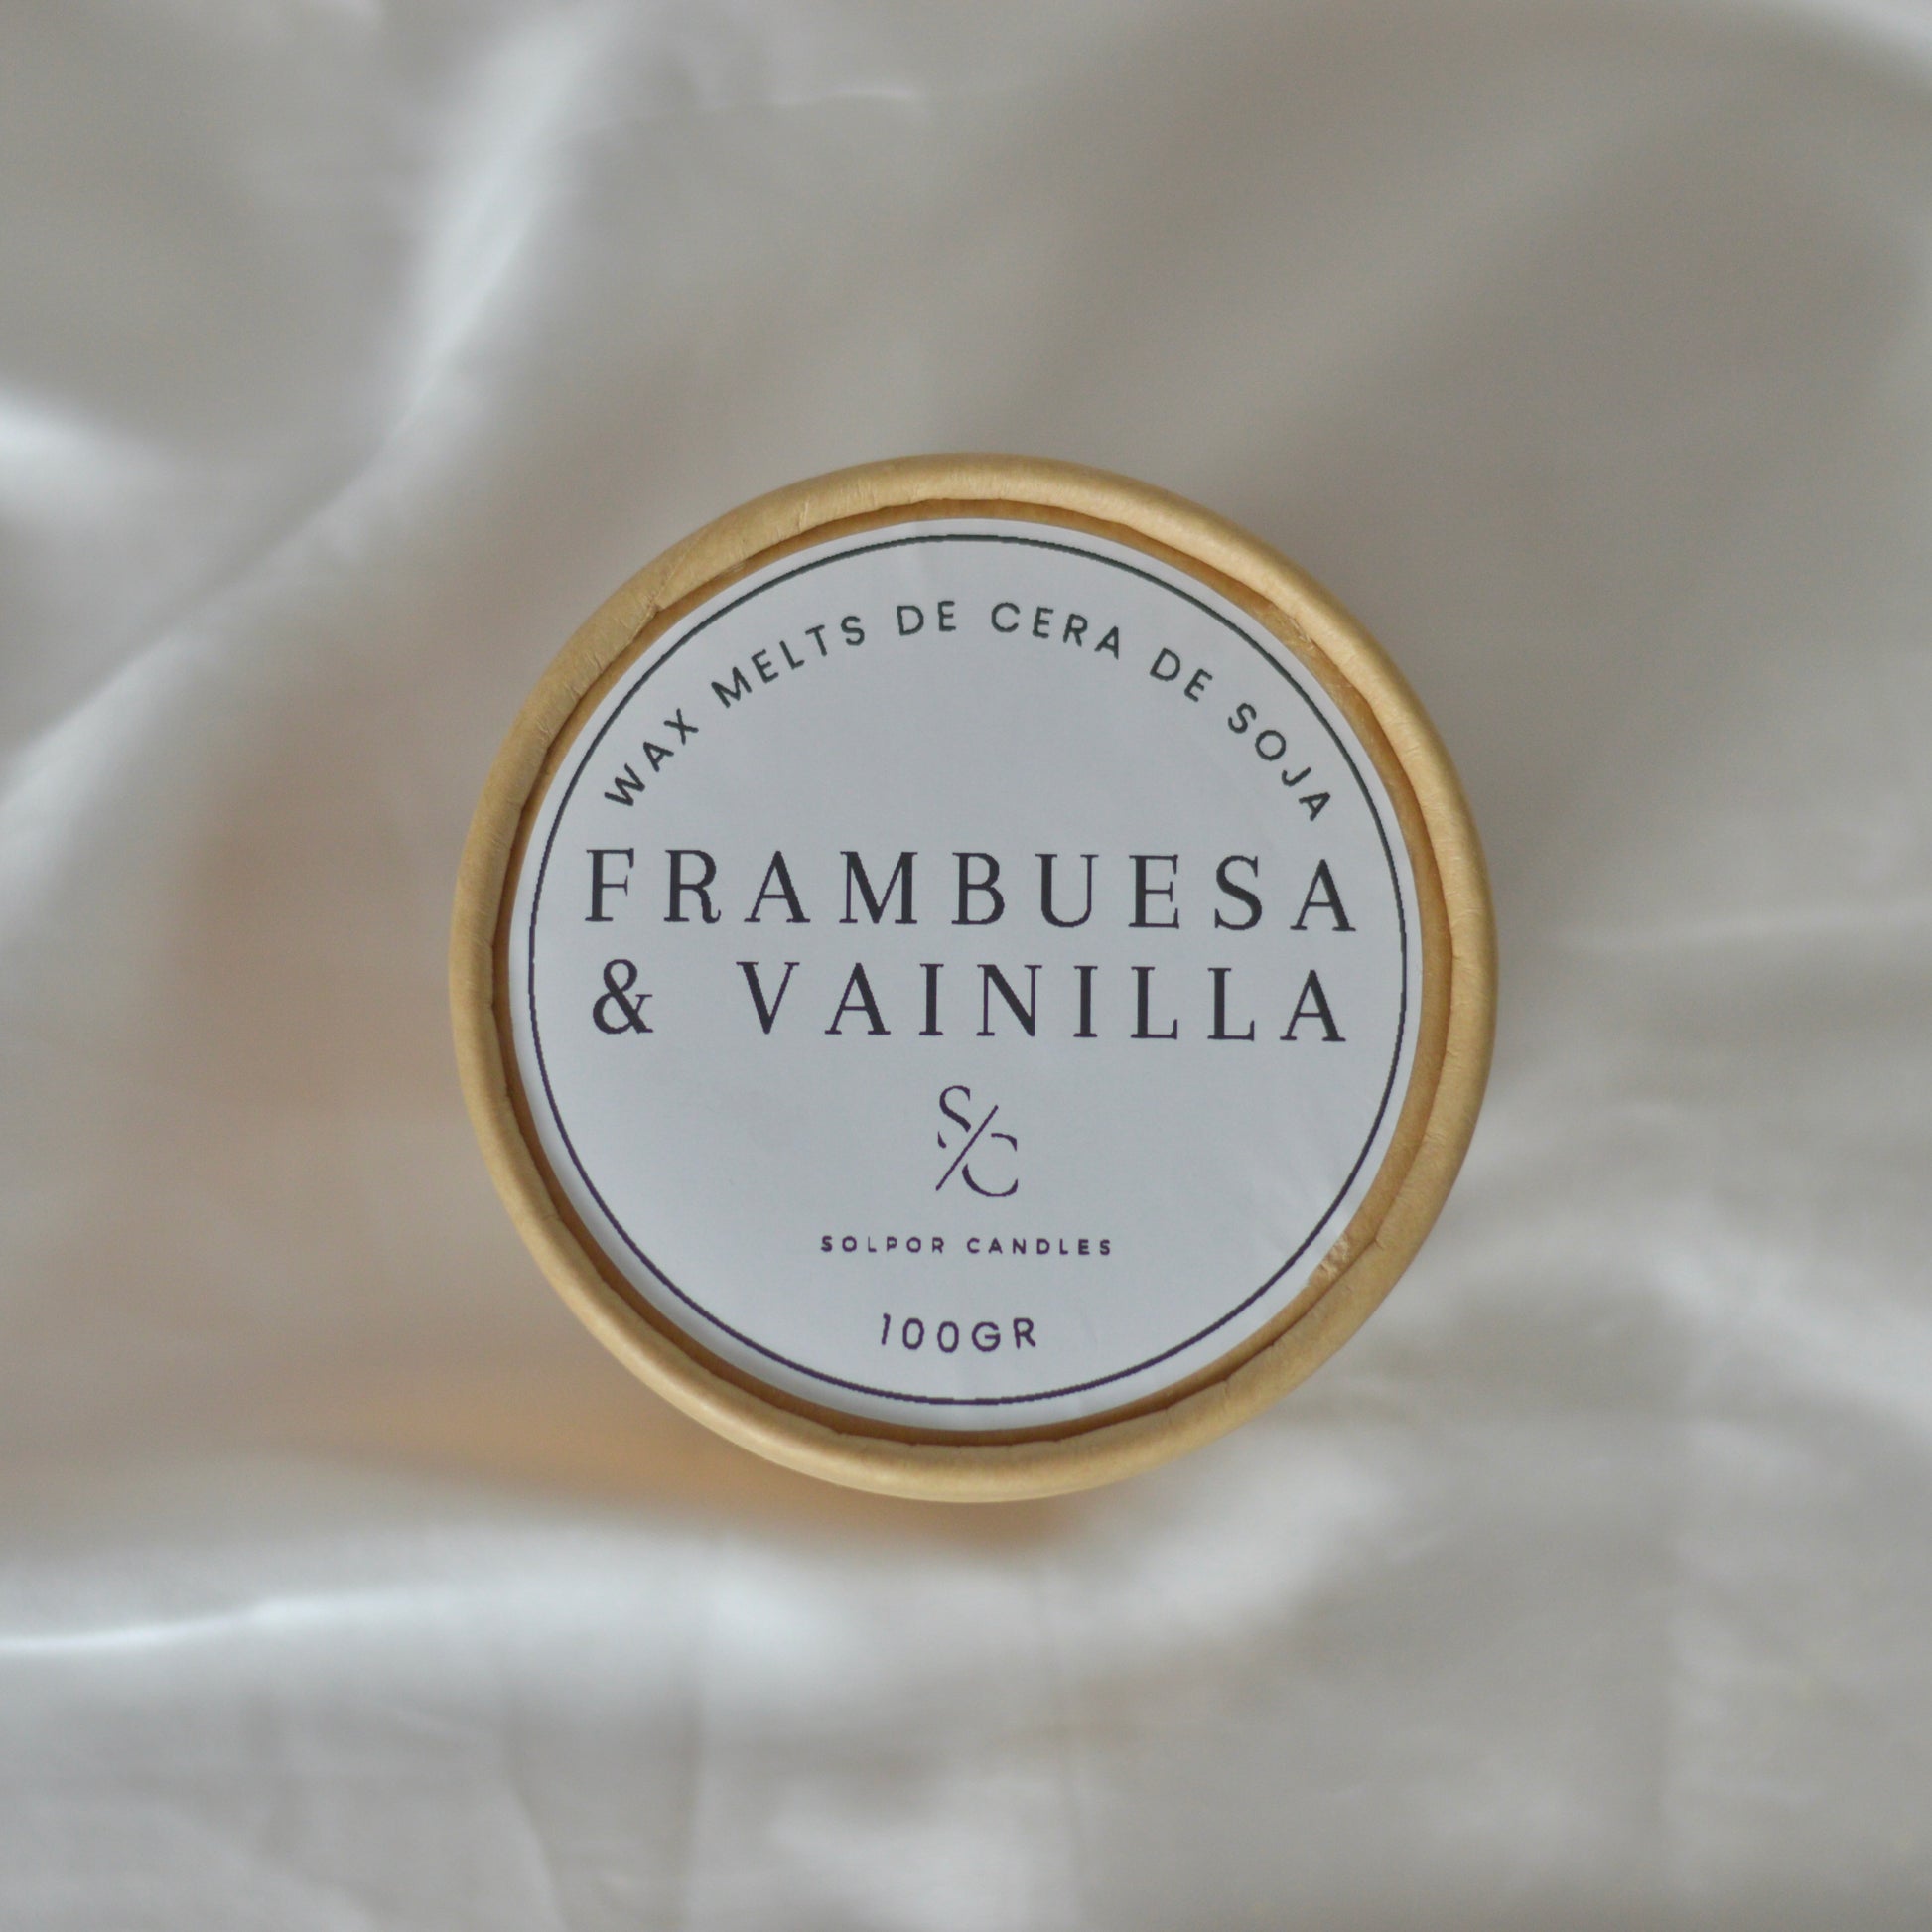 WAX MELTS DE CERA DE SOJA
FRAMBUESA
& VAINILLA
S/C
SOLPOR CANDLES
100GR